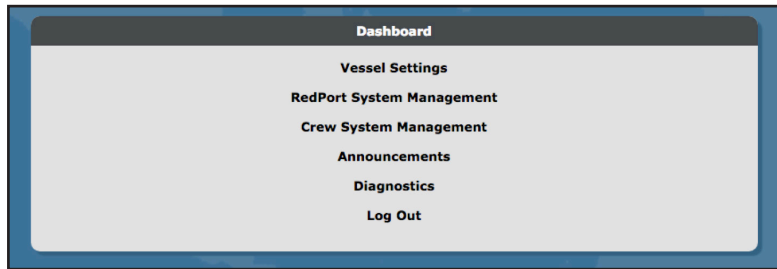 Dashboard
Vessel Settings
RedPort System Management
Crew System Management
Announcements
Diagnostics
Log Out